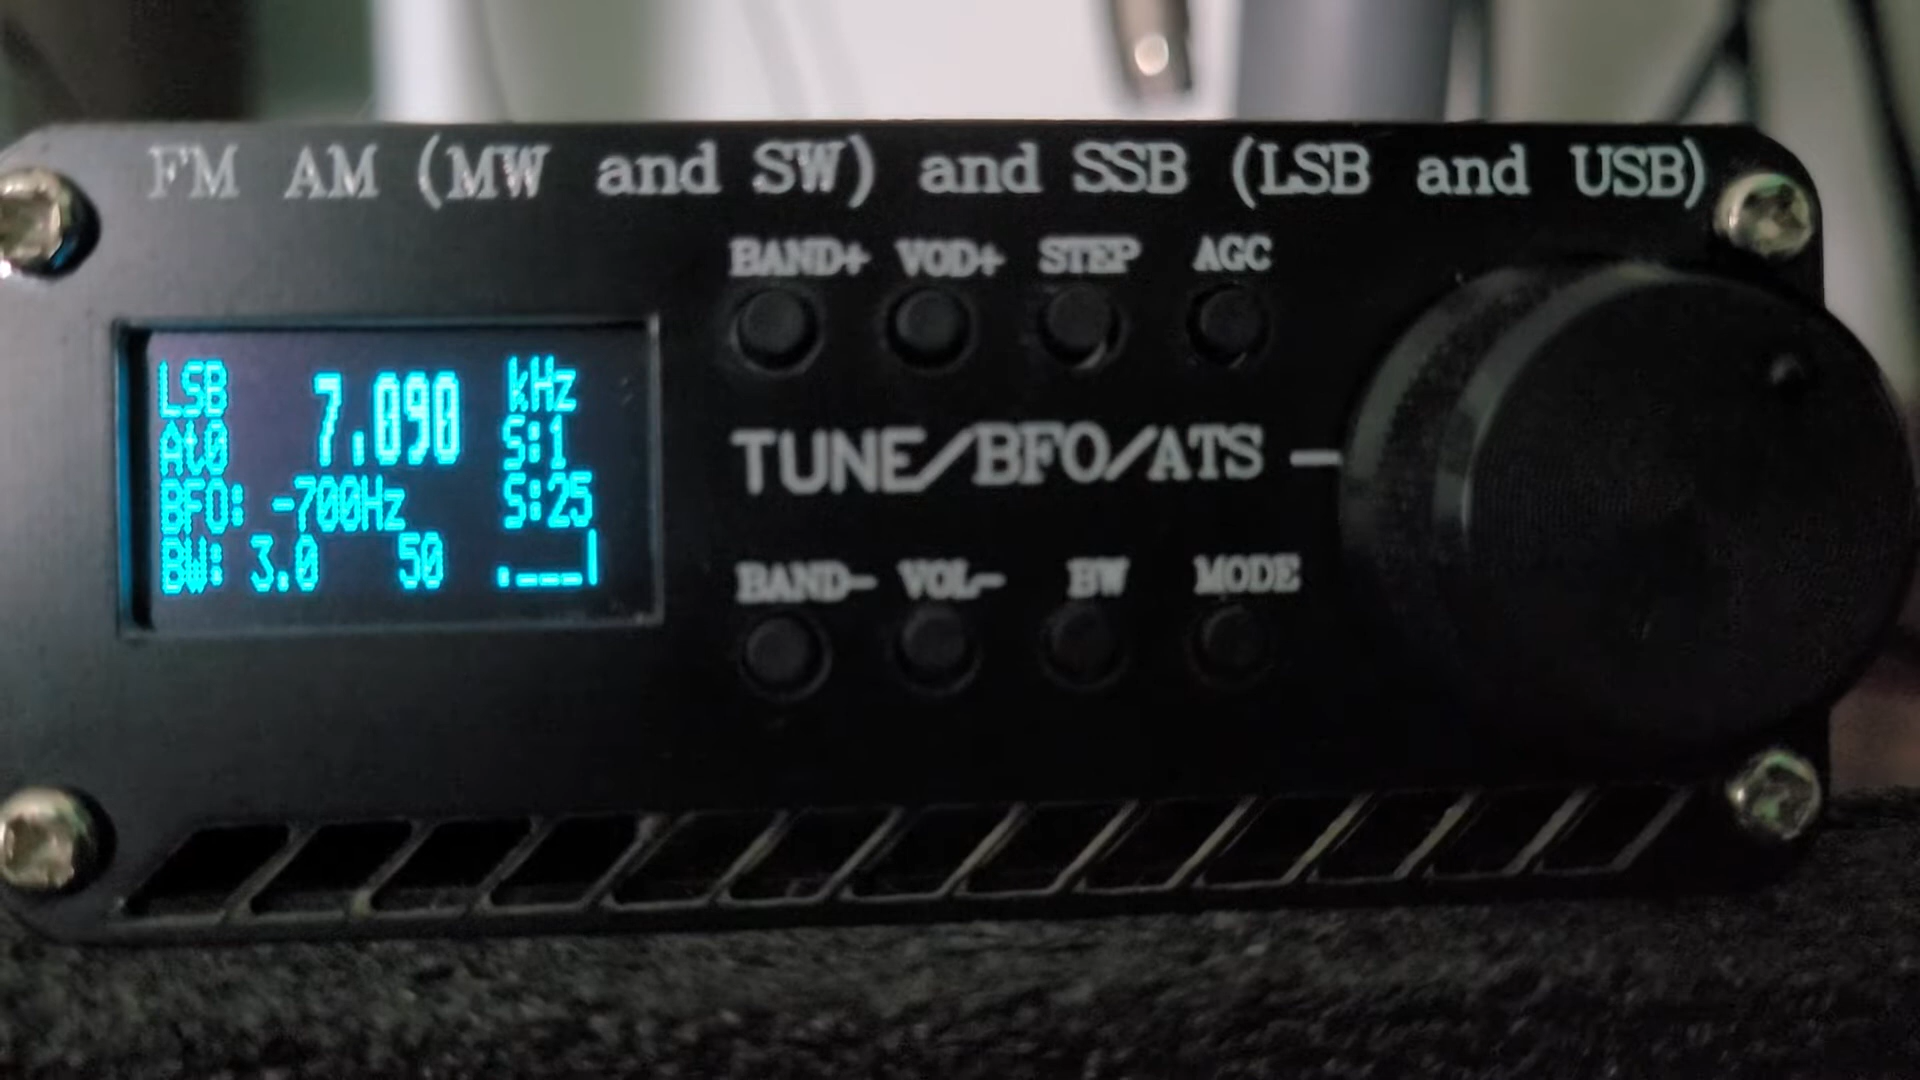 FM AM (MW and SW) and SSB (LSB and USB)
BAND+ VOD+ STEP AGC
LSB 7.090 kHz
At0 S:1
BFO: -700Hz S:25
BW: 3.0 50
TUNE/BFO/ATS —
BAND- VOL- BW MODE